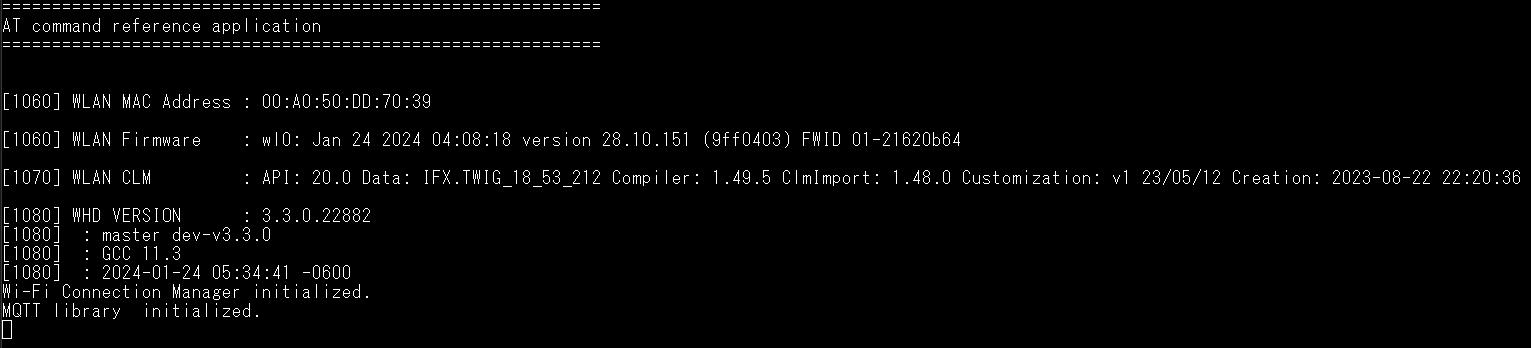 ============================================================
AT command reference application
============================================================
[1060] WLAN MAC Address : 00:A0:50:DD:70:39
[1060] WLAN Firmware    : wl0: Jan 24 2024 04:08:18 version 28.10.151 (9ff0403) FWID 01-21620b64
[1070] WLAN CLM         : API: 20.0 Data: IFX.TWIG_18_53_212 Compiler: 1.49.5 ClmImport: 1.48.0 Customization: v1 23/05/12 Creation: 2023-08-22 22:20:36
[1080] WHD VERSION      : 3.3.0.22882
[1080]  : master dev-v3.3.0
[1080]  : GCC 11.3
[1080]  : 2024-01-24 05:34:41 -0600
Wi-Fi Connection Manager initialized.
MQTT library  initialized.